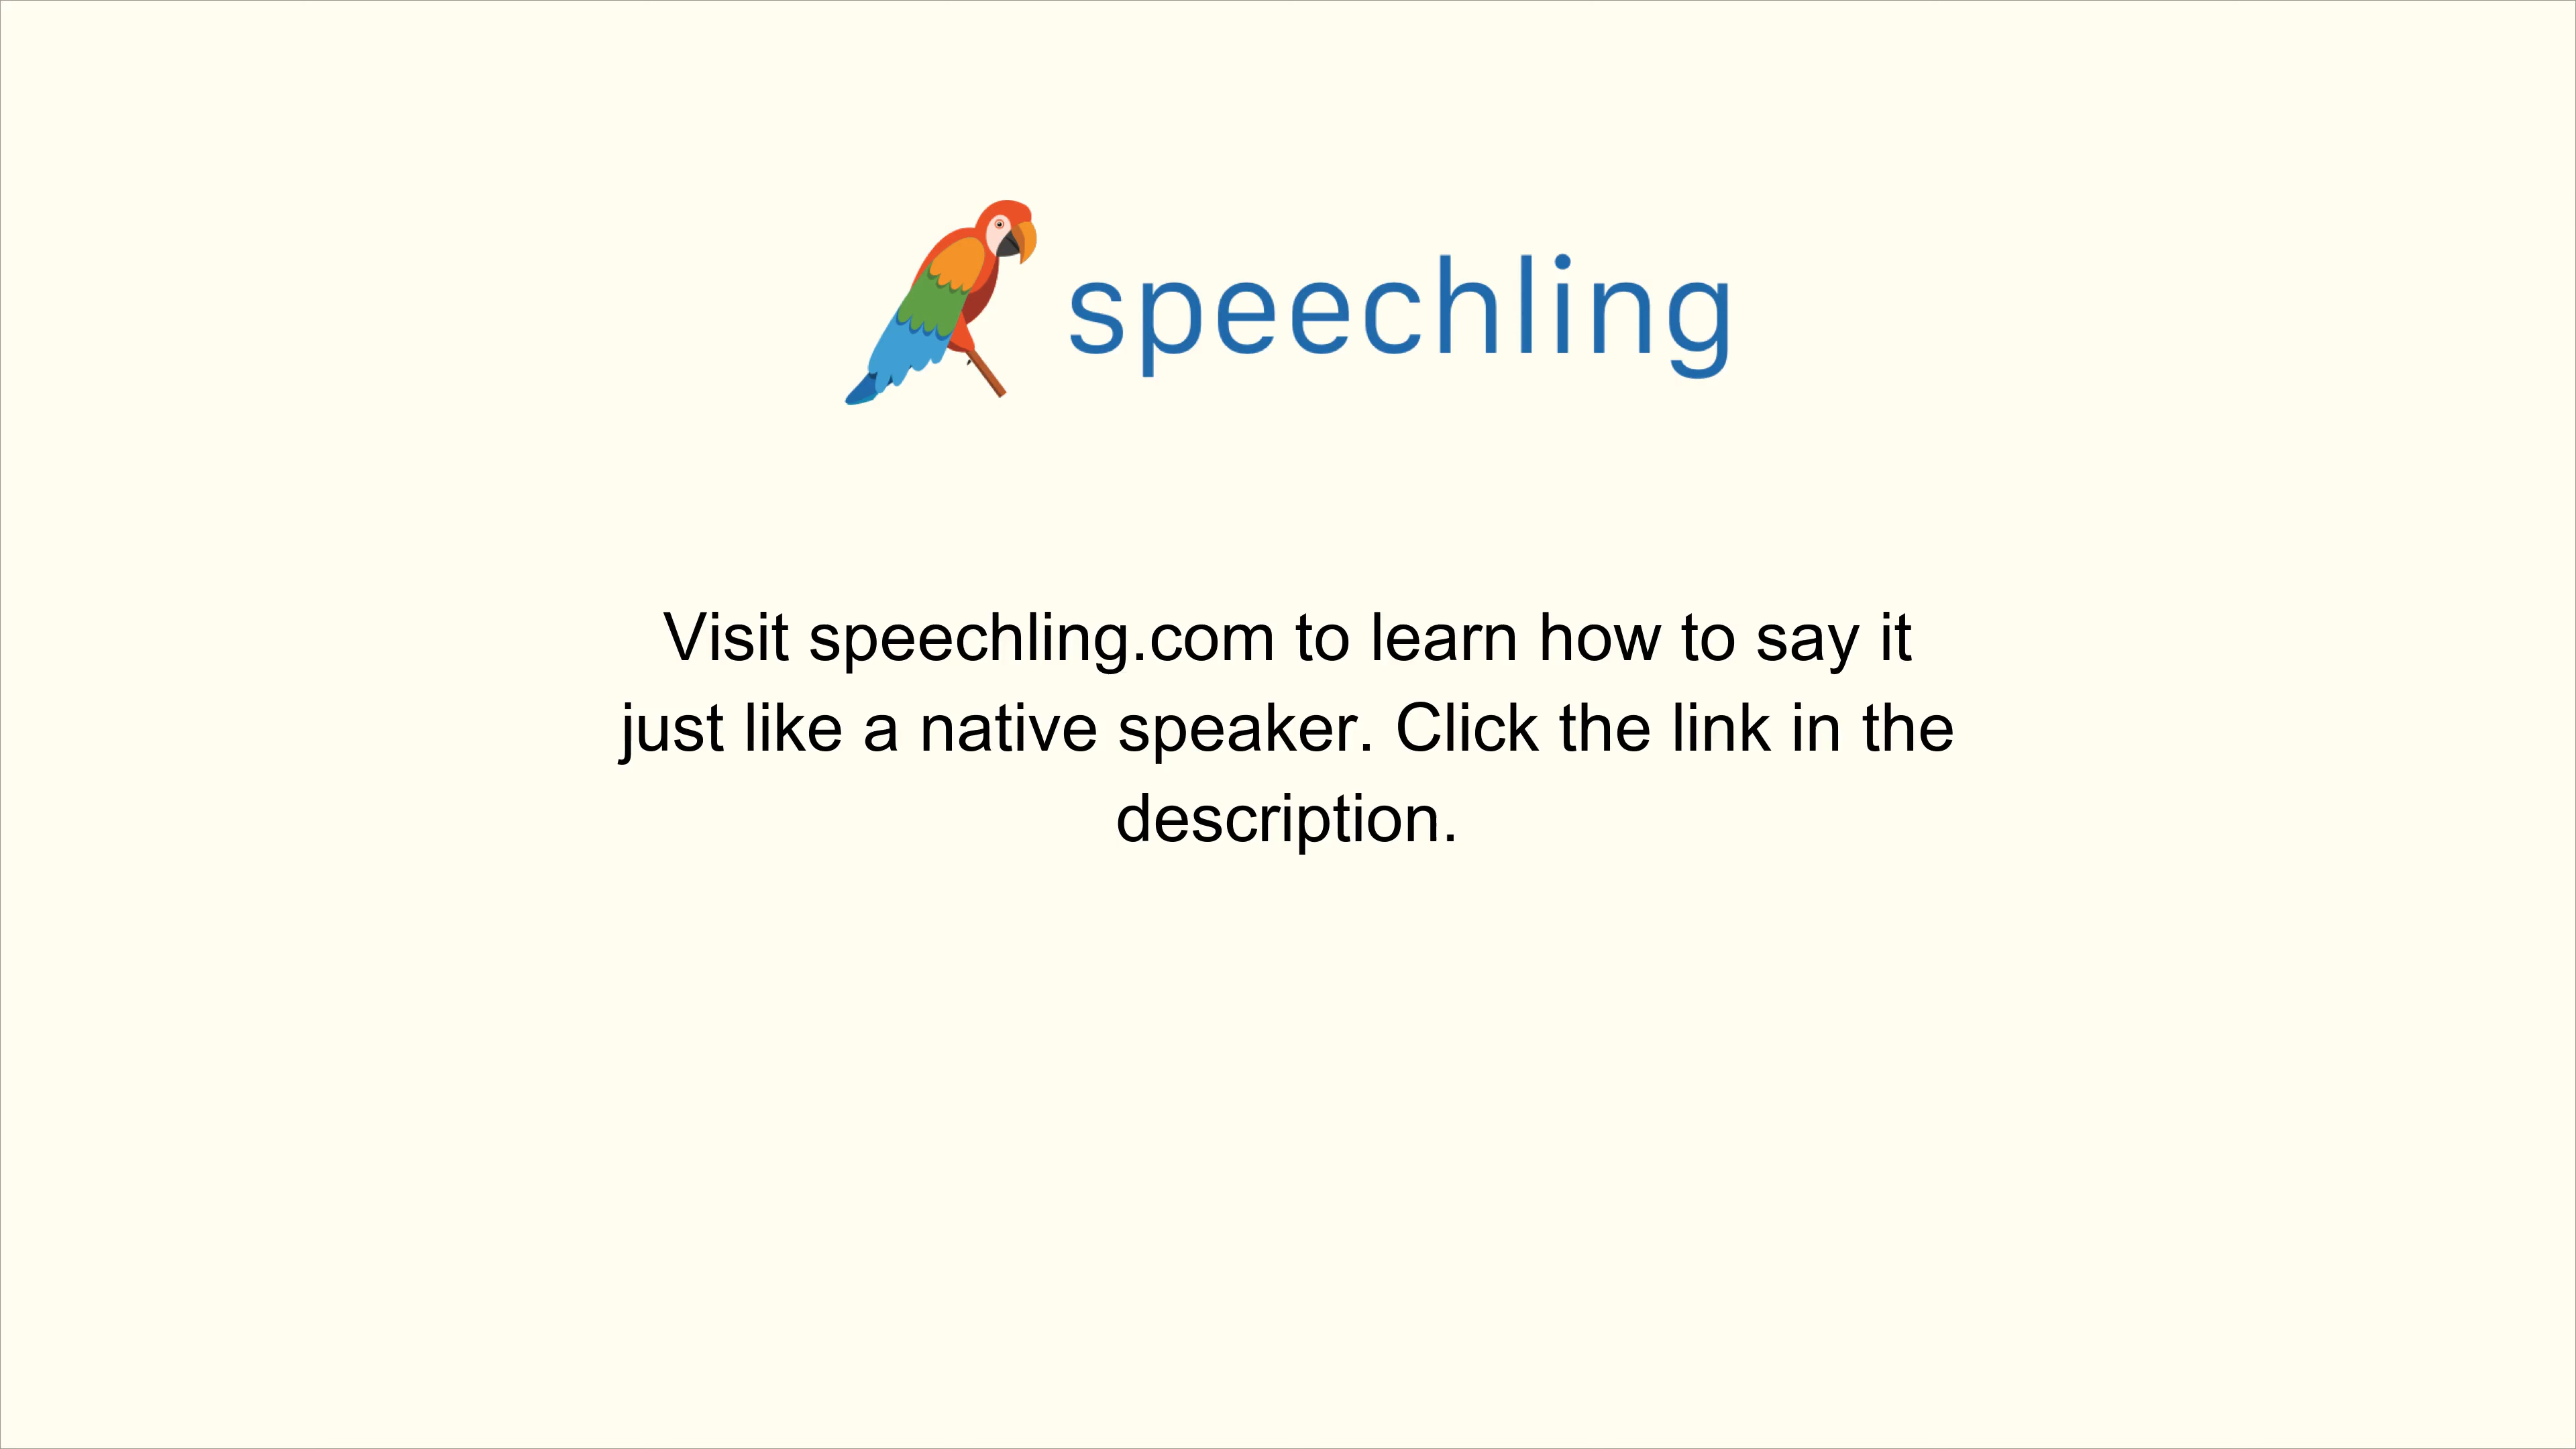 speechling
Visit speechling.com to learn how to say it
just like a native speaker. Click the link in the
description.